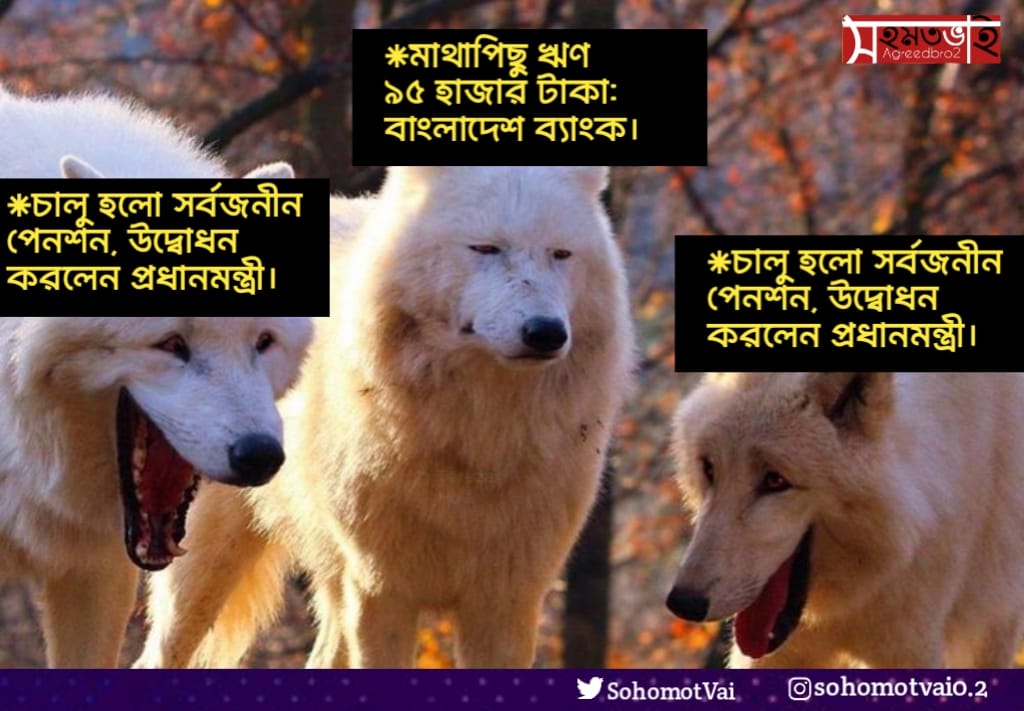 সহমতভাই
Agreedbro2
*মাথাপিছু ঋণ
৯৫ হাজার টাকা:
বাংলাদেশ ব্যাংক।
*চালু হলো সর্বজনীন
পেনশন, উদ্বোধন
করলেন প্রধানমন্ত্রী।
*চালু হলো সর্বজনীন
পেনশন, উদ্বোধন
করলেন প্রধানমন্ত্রী।
SohomotVai
sohomotvai0.2